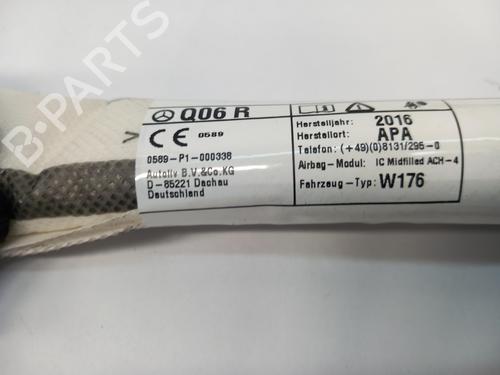 Q06 R
CE 0589
0589-P1-000338
Autoliv B.V.&Co.KG
D-85221 Dachau
Deutschland
Herstelljahr: 2016
Herstellort: APA
Telefon: (+49)(0)8131/295-0
Airbag-Modul: IC Midfilled ACH-4
Fahrzeug-Typ: W176
B-PARTS